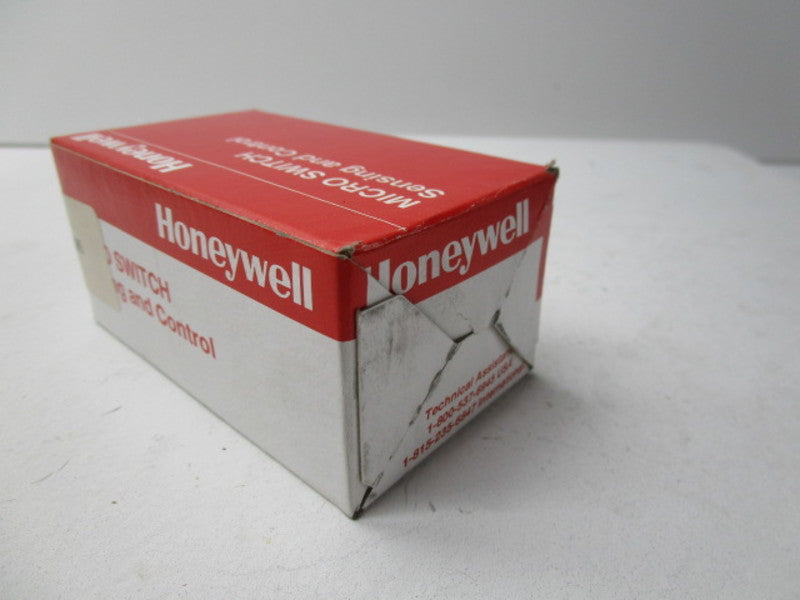 Honeywell
MICRO SWITCH
Sensing and Control
Honeywell
SWITCH
and Control
Honeywell
Technical Assistance
1-800-537-6945 USA
1-815-235-6847 International